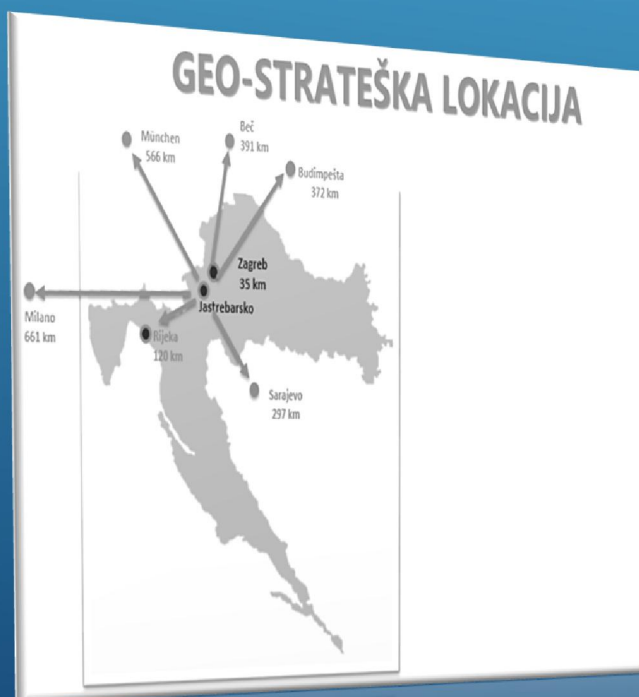 GEO-STRATEŠKA LOKACIJA
München
566 km
Beč
391 km
Budimpešta
372 km
Zagreb
35 km
Jastrebarsko
Milano
661 km
Rijeka
120 km
Sarajevo
297 km